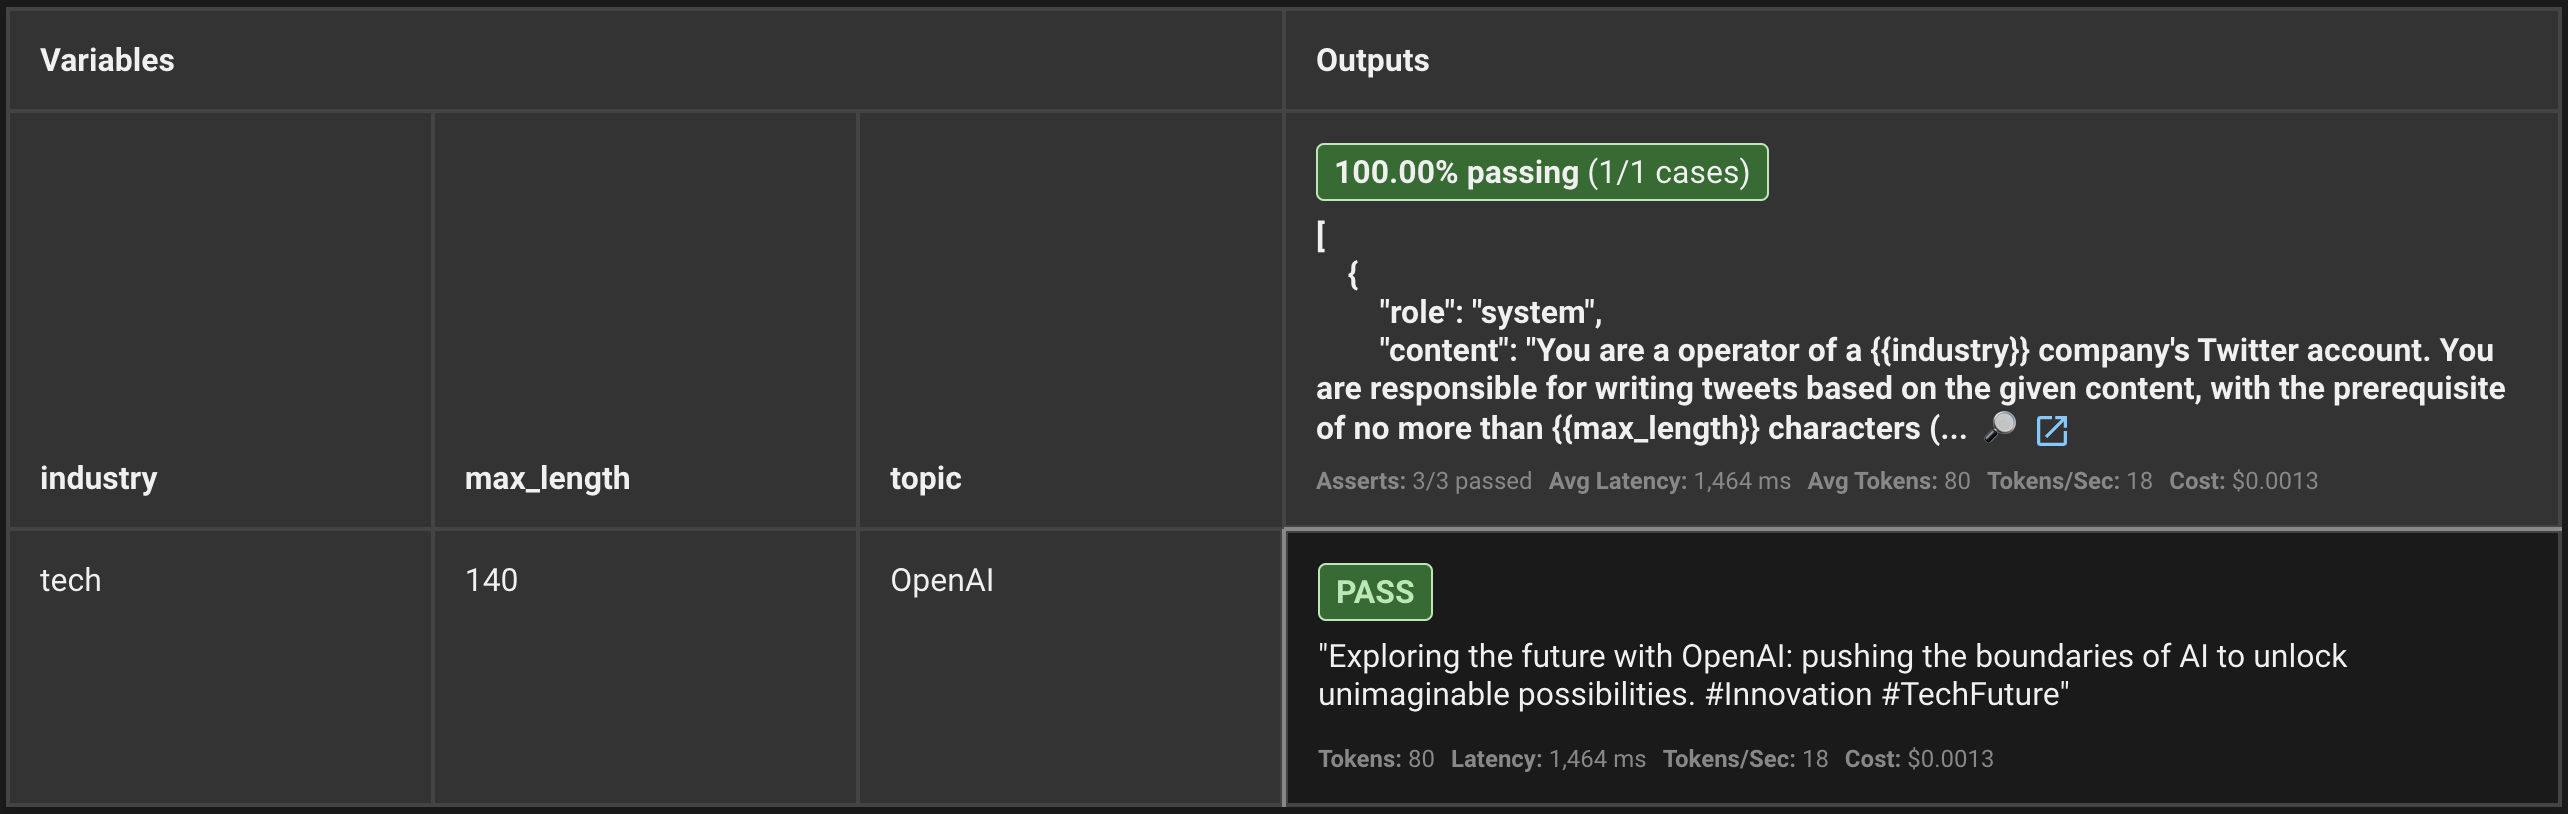 Variables
Outputs
100.00% passing (1/1 cases)
[
{
"role": "system",
"content": "You are a operator of a {{industry}} company's Twitter account. You
are responsible for writing tweets based on the given content, with the prerequisite
of no more than {{max_length}} characters (...
industry
max_length
topic
Asserts: 3/3 passed Avg Latency: 1,464 ms Avg Tokens: 80 Tokens/Sec: 18 Cost: $0.0013
tech
140
OpenAI
PASS
"Exploring the future with OpenAI: pushing the boundaries of AI to unlock
unimaginable possibilities. #Innovation #TechFuture"
Tokens: 80 Latency: 1,464 ms Tokens/Sec: 18 Cost: $0.0013